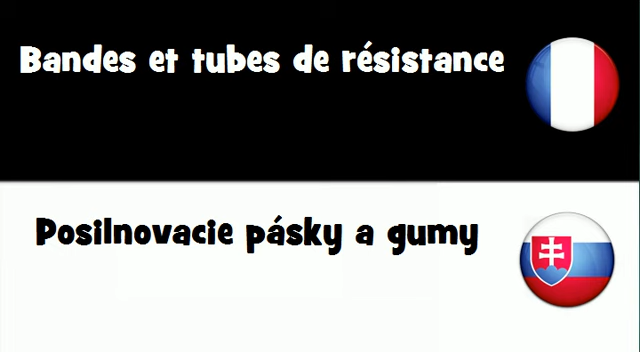 Bandes et tubes de résistance
Posilnovacie pásky a gumy